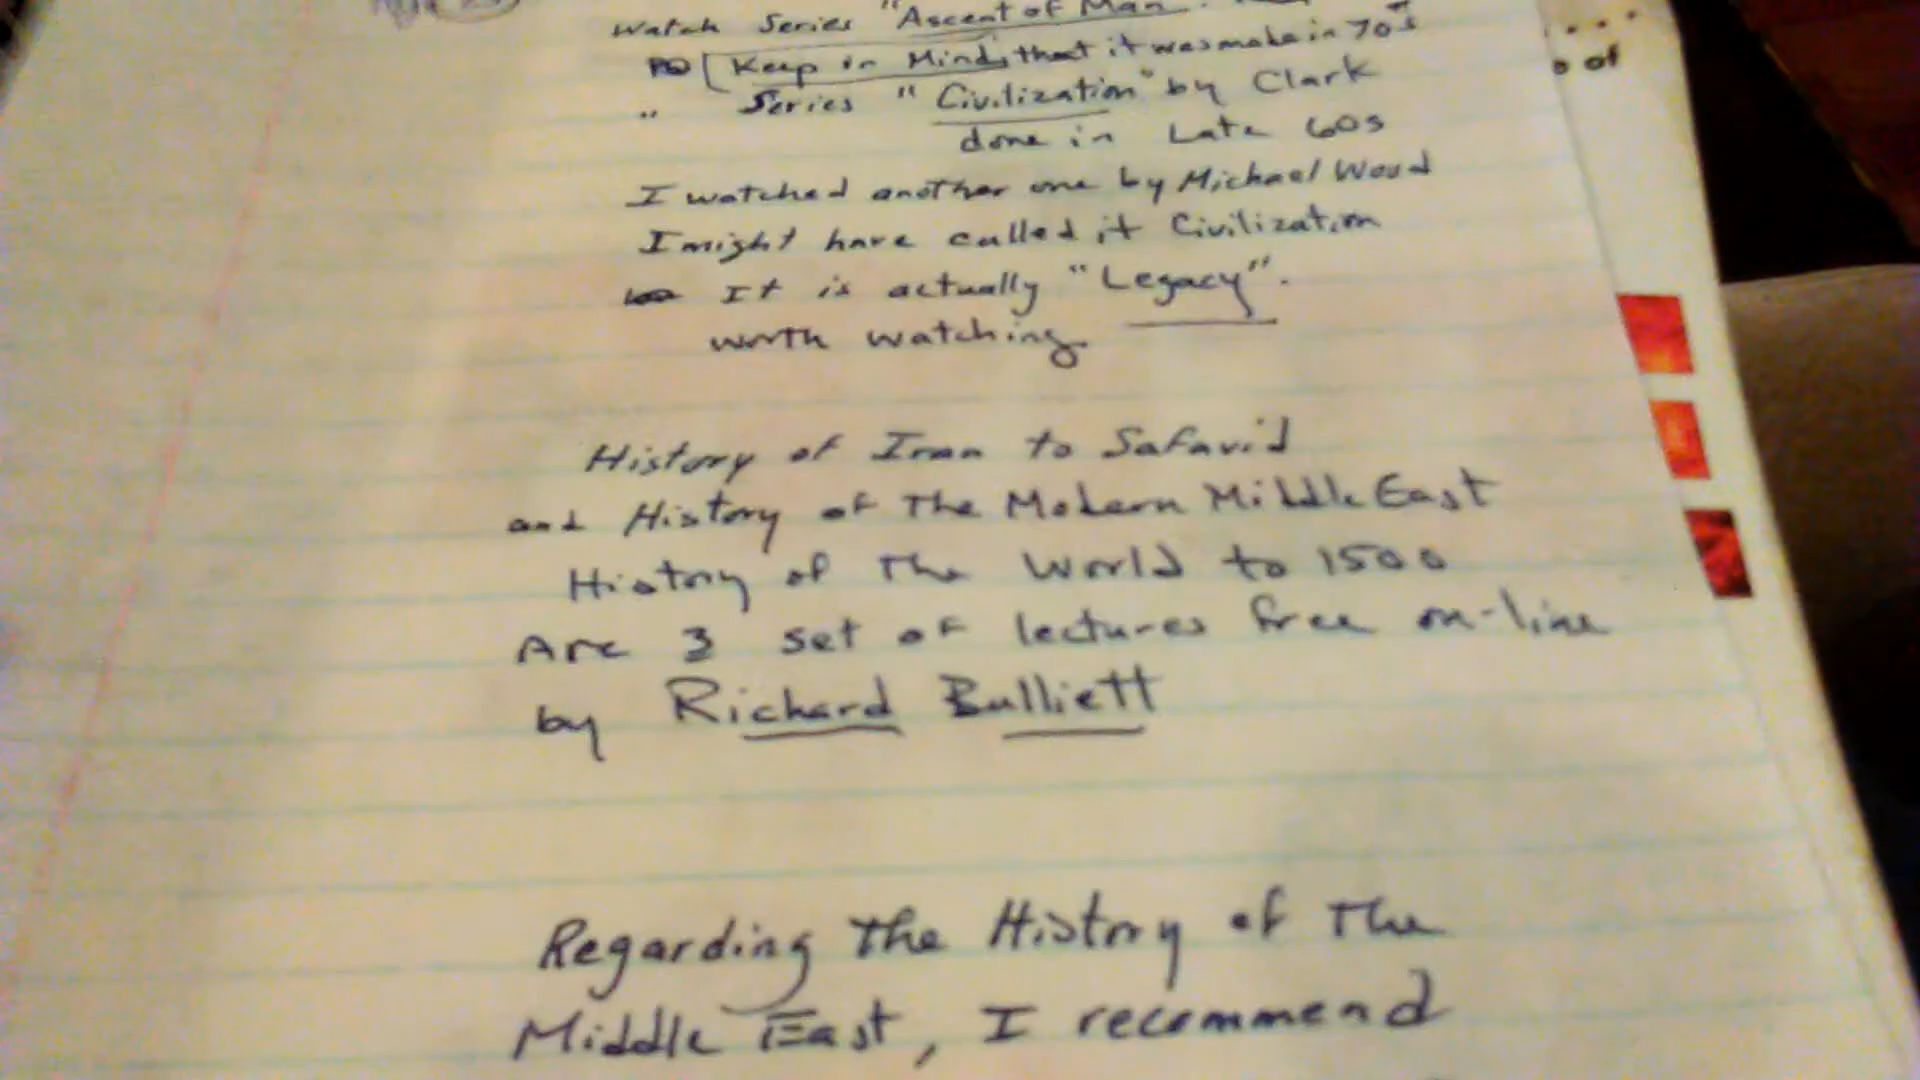 Watch Series "Ascent of Man".
[Keep in Mind, that it was made in 70s
" Series "Civilization" by Clark
done in Late 60s
I watched another one by Michael Wood
I might have called it Civilization
It is actually "Legacy".
worth watching
History of Iran to Safavid
and History of The Modern Middle East
History of The World to 1500
Are 3 set of lectures free on-line
by Richard Bulliett
Regarding the History of The
Middle East, I recommend
of